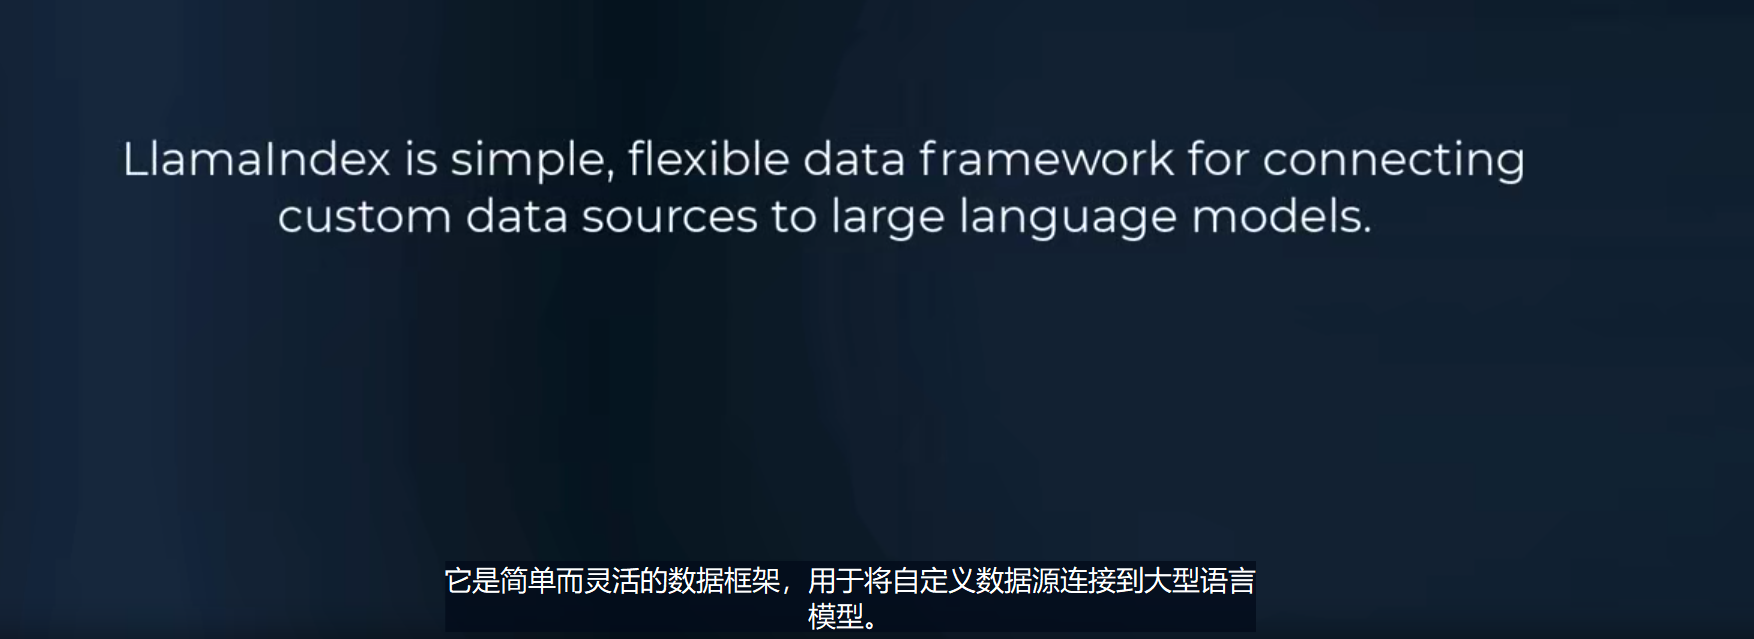 LlamaIndex is simple, flexible data framework for connecting
custom data sources to large language models.
它是简单而灵活的数据框架，用于将自定义数据源连接到大型语言
模型。